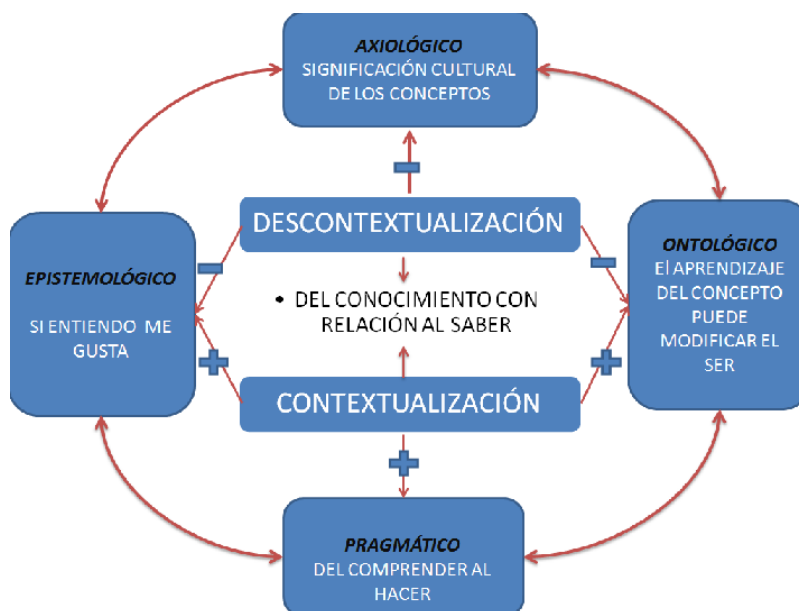 AXIOLÓGICO
SIGNIFICACIÓN CULTURAL
DE LOS CONCEPTOS
DESCONTEXTUALIZACIÓN
EPISTEMOLÓGICO
SI ENTIENDO ME
GUSTA
• DEL CONOCIMIENTO CON
RELACIÓN AL SABER
ONTOLÓGICO
El APRENDIZAJE
DEL CONCEPTO
PUEDE
MODIFICAR EL
SER
CONTEXTUALIZACIÓN
PRAGMÁTICO
DEL COMPRENDER AL
HACER